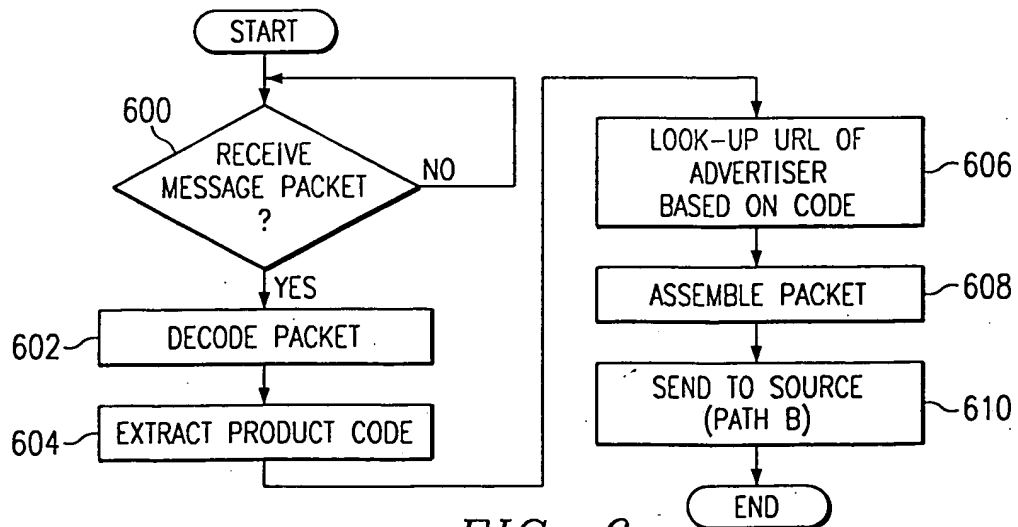 START
600
RECEIVE
MESSAGE PACKET
?
NO
YES
602
DECODE PACKET
604
EXTRACT PRODUCT CODE
LOOK-UP URL OF
ADVERTISER
BASED ON CODE
606
ASSEMBLE PACKET
608
SEND TO SOURCE
(PATH B)
610
END